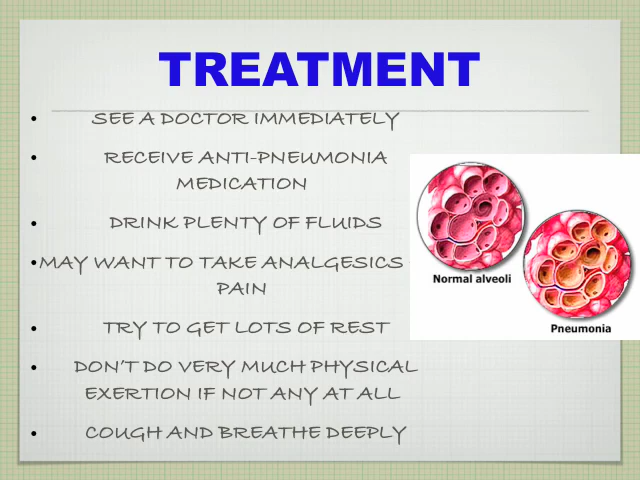 TREATMENT
• SEE A DOCTOR IMMEDIATELY
• RECEIVE ANTI-PNEUMONIA
MEDICATION
• DRINK PLENTY OF FLUIDS
• MAY WANT TO TAKE ANALGESICS
PAIN
• TRY TO GET LOTS OF REST
• DON'T DO VERY MUCH PHYSICAL
EXERTION IF NOT ANY AT ALL
• COUGH AND BREATHE DEEPLY
Normal alveoli
Pneumonia